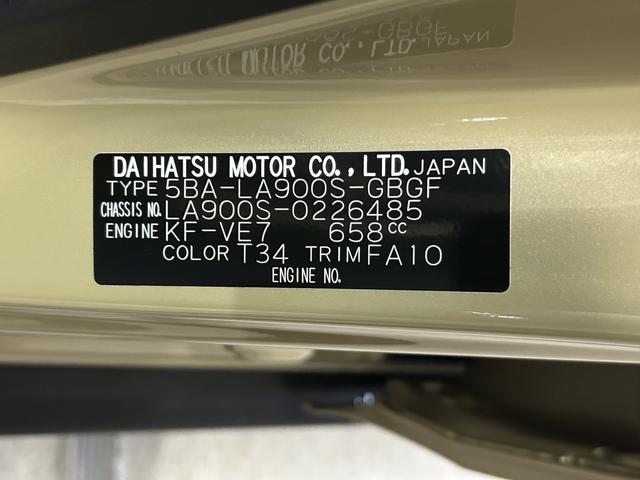 DAIHATSU MOTOR CO., LTD. JAPAN
TYPE 5BA-LA900S-GBGF
CHASSIS NO. LA900S-0226485
ENGINE KF-VE7 658cc
COLOR T34 TRIM FA10
ENGINE NO.